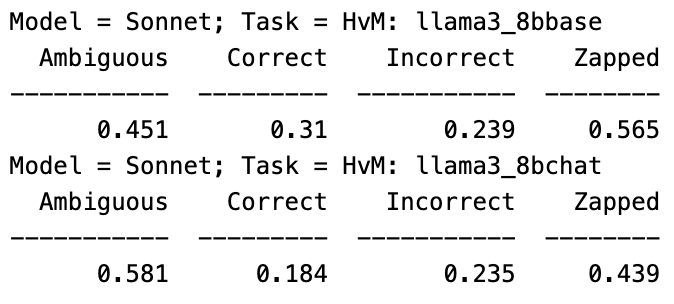 Model = Sonnet; Task = HvM: llama3_8bbase
Ambiguous Correct Incorrect Zapped
----------- --------- ----------- --------
0.451 0.31 0.239 0.565
Model = Sonnet; Task = HvM: llama3_8bchat
Ambiguous Correct Incorrect Zapped
----------- --------- ----------- --------
0.581 0.184 0.235 0.439